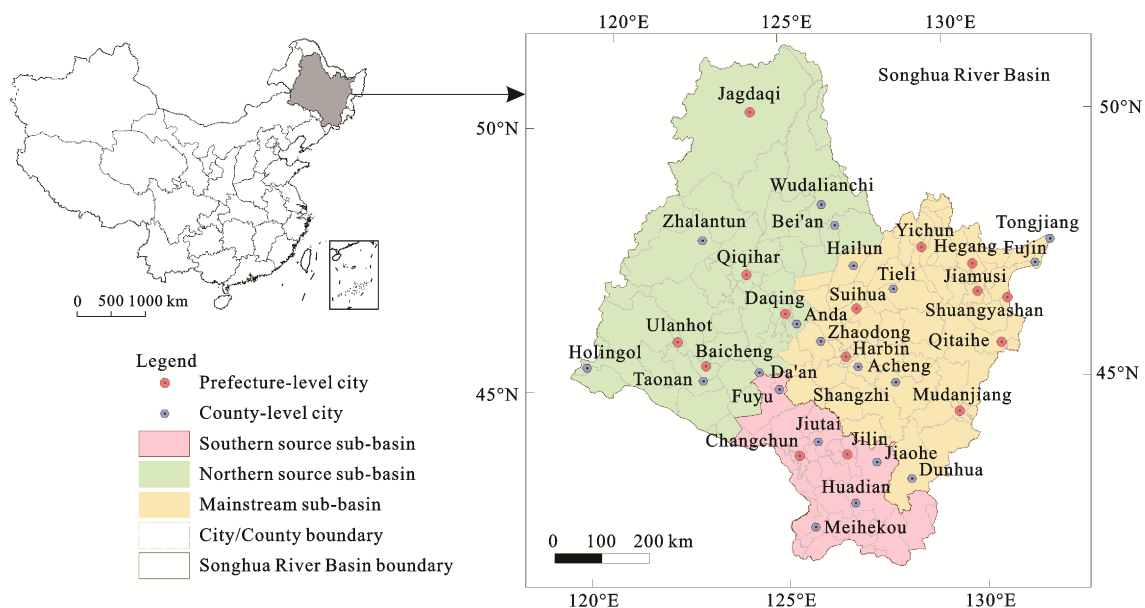 120°E 125°E 130°E
Songhua River Basin
Jagdaqi
50°N
50°N
Wudalianchi
Zhalantun
Bei'an
Tongjiang
Yichun
Hailun
Hegang
Fujin
Qiqihar
Tieli
Jiamusi
0 500 1000 km
Daqing
Suihua
Anda
Shuangyashan
Ulanhot
Zhaodong
Qitaihe
Holingol
Baicheng
Harbin
Legend
Da'an
Acheng
45°N
Prefecture-level city
Taonan
45°N
Fuyu
Shangzhi
Mudanjiang
County-level city
Jiutai
Southern source sub-basin
Changchun
Jilin
Jiaohe
Northern source sub-basin
Dunhua
Huadian
Mainstream sub-basin
Meihekou
City/County boundary
0 100 200 km
Songhua River Basin boundary
120°E 125°E 130°E